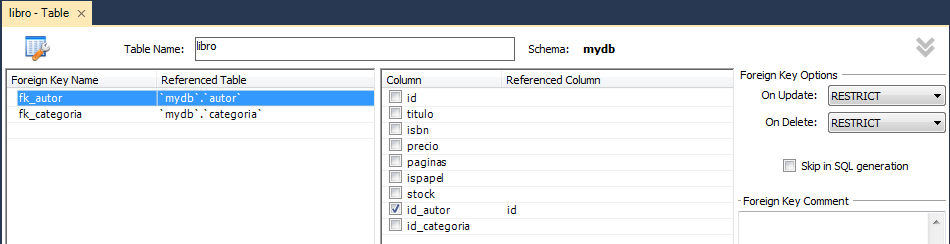 libro - Table ×
Table Name: libro Schema: mydb
Foreign Key Name Referenced Table
fk_autor `mydb`.`autor`
fk_categoria `mydb`.`categoria`
Column Referenced Column
id
titulo
isbn
precio
paginas
ispapel
stock
id_autor id
id_categoria
Foreign Key Options
On Update: RESTRICT
On Delete: RESTRICT
Skip in SQL generation
Foreign Key Comment